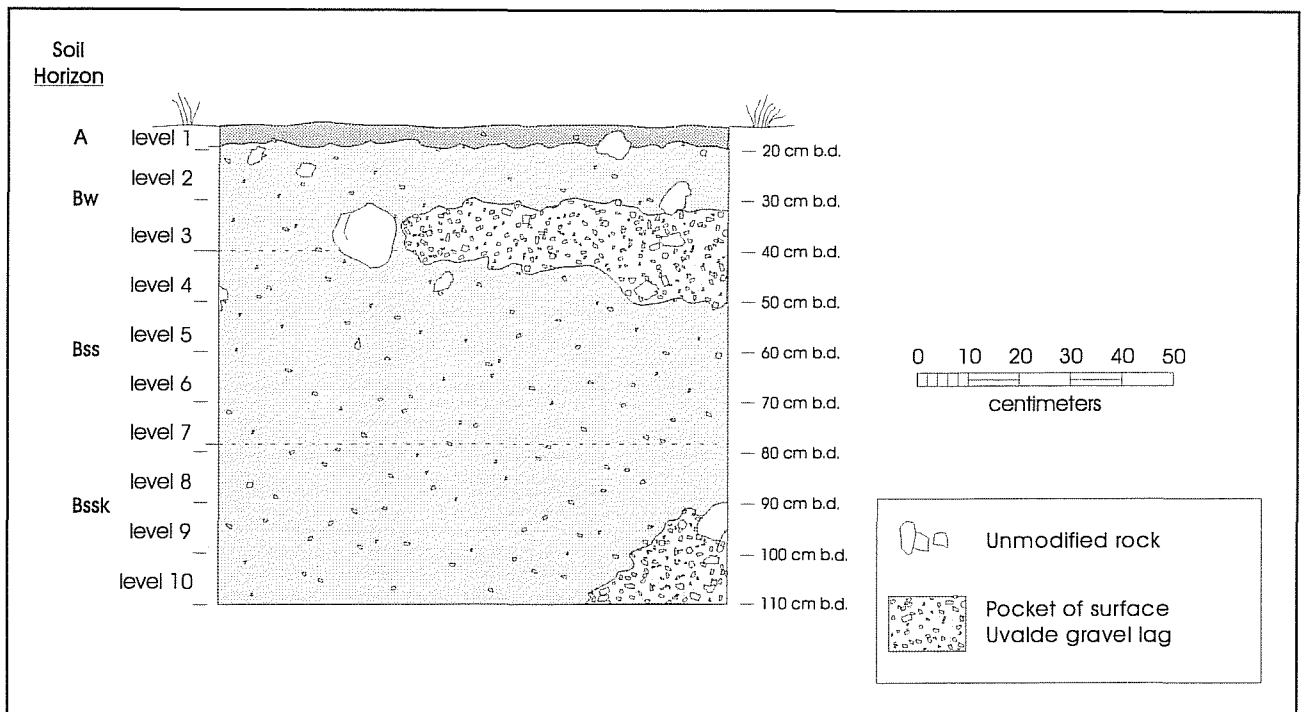 Soil
Horizon
A
level 1
20 cm b.d.
level 2
Bw
30 cm b.d.
level 3
40 cm b.d.
level 4
50 cm b.d.
level 5
Bss
60 cm b.d.
level 6
70 cm b.d.
level 7
80 cm b.d.
level 8
Bssk
90 cm b.d.
level 9
100 cm b.d.
level 10
110 cm b.d.
0 10 20 30 40 50
centimeters
Unmodified rock
Pocket of surface
Uvalde gravel lag